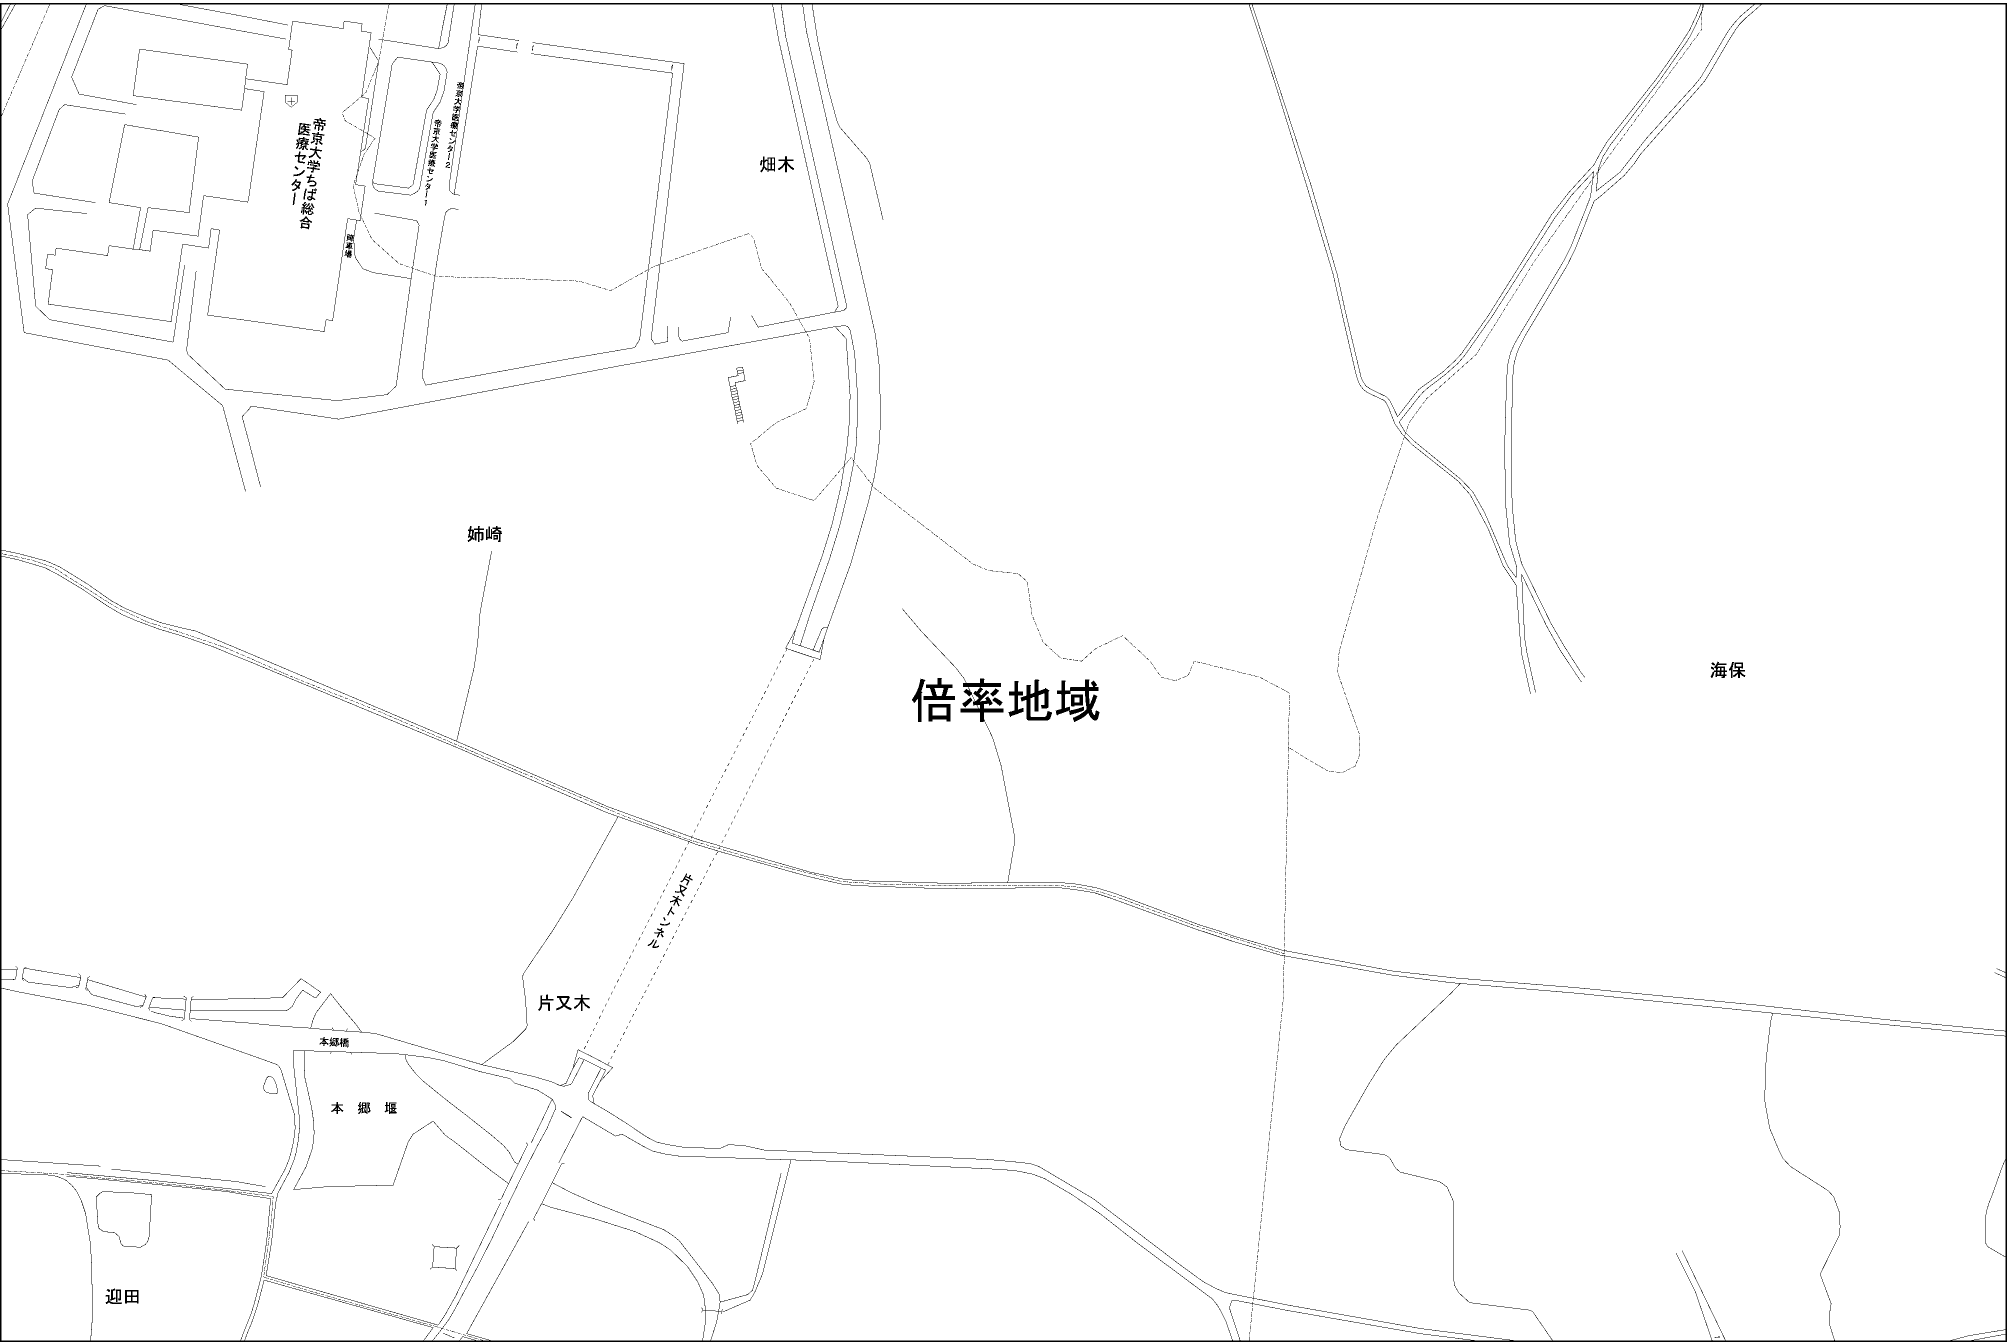 帝京大学医療センター2
帝京大学医療センター1
帝京大学ちば総合
医療センター
畑木
姉崎
海保
倍率地域
片又木トンネル
片又木
本郷橋
本郷堰
迎田